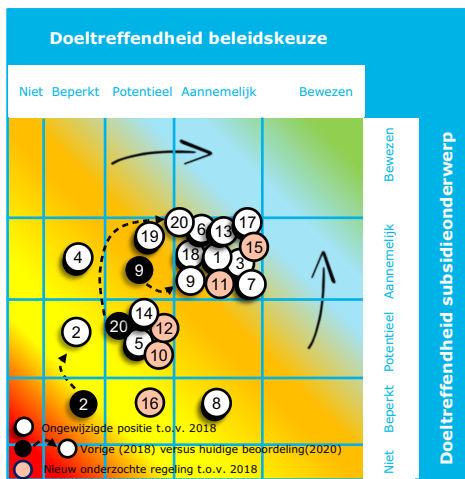 Doeltreffendheid beleidskeuze
Niet Beperkt Potentieel Aannemelijk Bewezen
Bewezen
Aannemelijk
Potentieel
Beperkt
Niet
Doeltreffendheid subsidieonderwerp
20 6 13 17
19 15
4 18 1 3
9 9 11 7
14
20 12
2 5
10
2 16 8
Ongewijzigde positie t.o.v. 2018
Vorige (2018) versus huidige beoordeling(2020)
Nieuw onderzochte regeling t.o.v. 2018